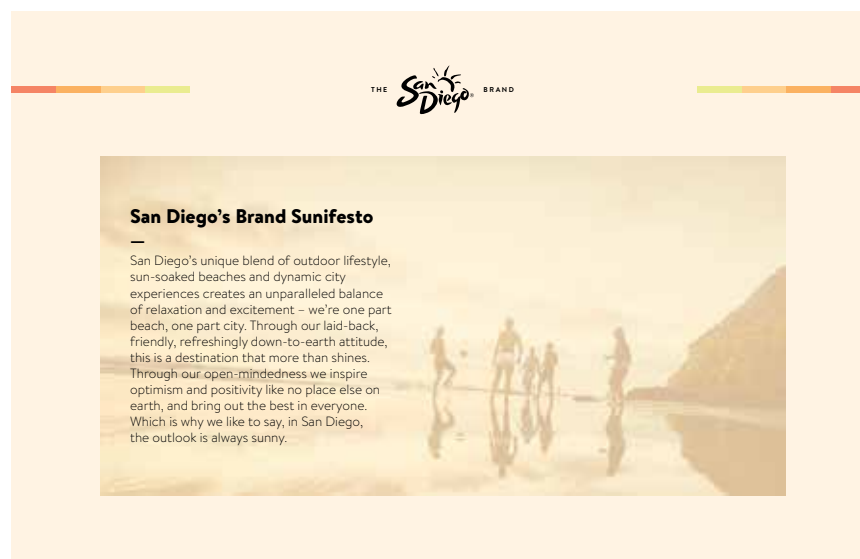 THE San Diego® BRAND
San Diego’s Brand Sunifesto
—
San Diego’s unique blend of outdoor lifestyle,
sun-soaked beaches and dynamic city
experiences creates an unparalleled balance
of relaxation and excitement – we’re one part
beach, one part city. Through our laid-back,
friendly, refreshingly down-to-earth attitude,
this is a destination that more than shines.
Through our open-mindedness we inspire
optimism and positivity like no place else on
earth, and bring out the best in everyone.
Which is why we like to say, in San Diego,
the outlook is always sunny.